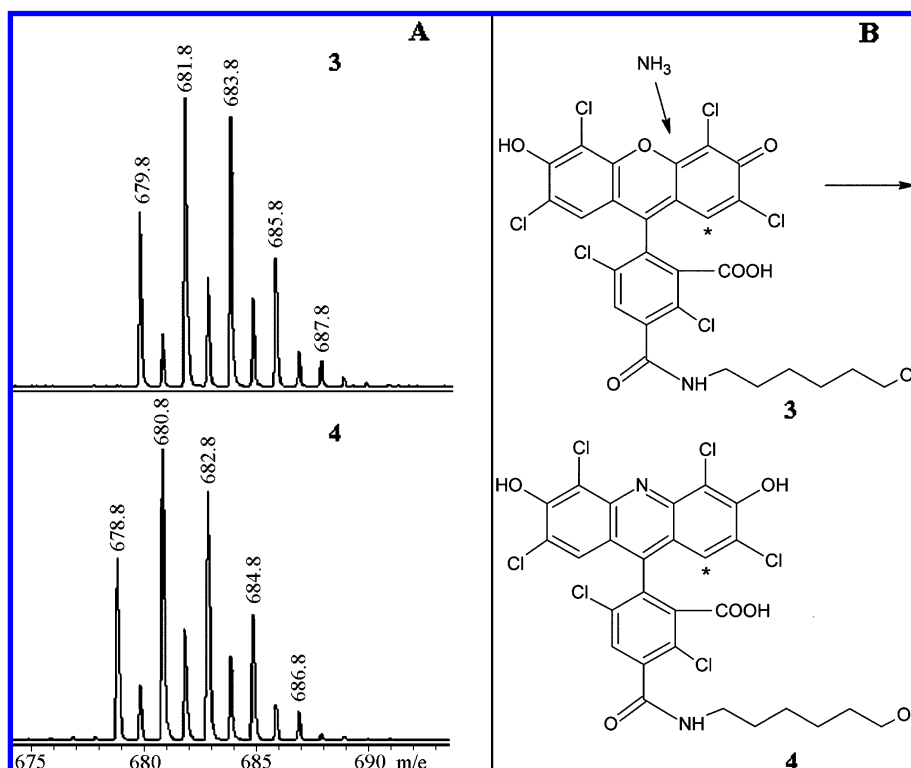 A
3
679.8
681.8
683.8
685.8
687.8
4
678.8
680.8
682.8
684.8
686.8
675 680 685 690 m/e
B
NH3
Cl Cl
HO O O
Cl Cl
*
Cl COOH
Cl
O NH O
3
Cl Cl
HO N OH
Cl Cl
*
Cl COOH
Cl
O NH O
4